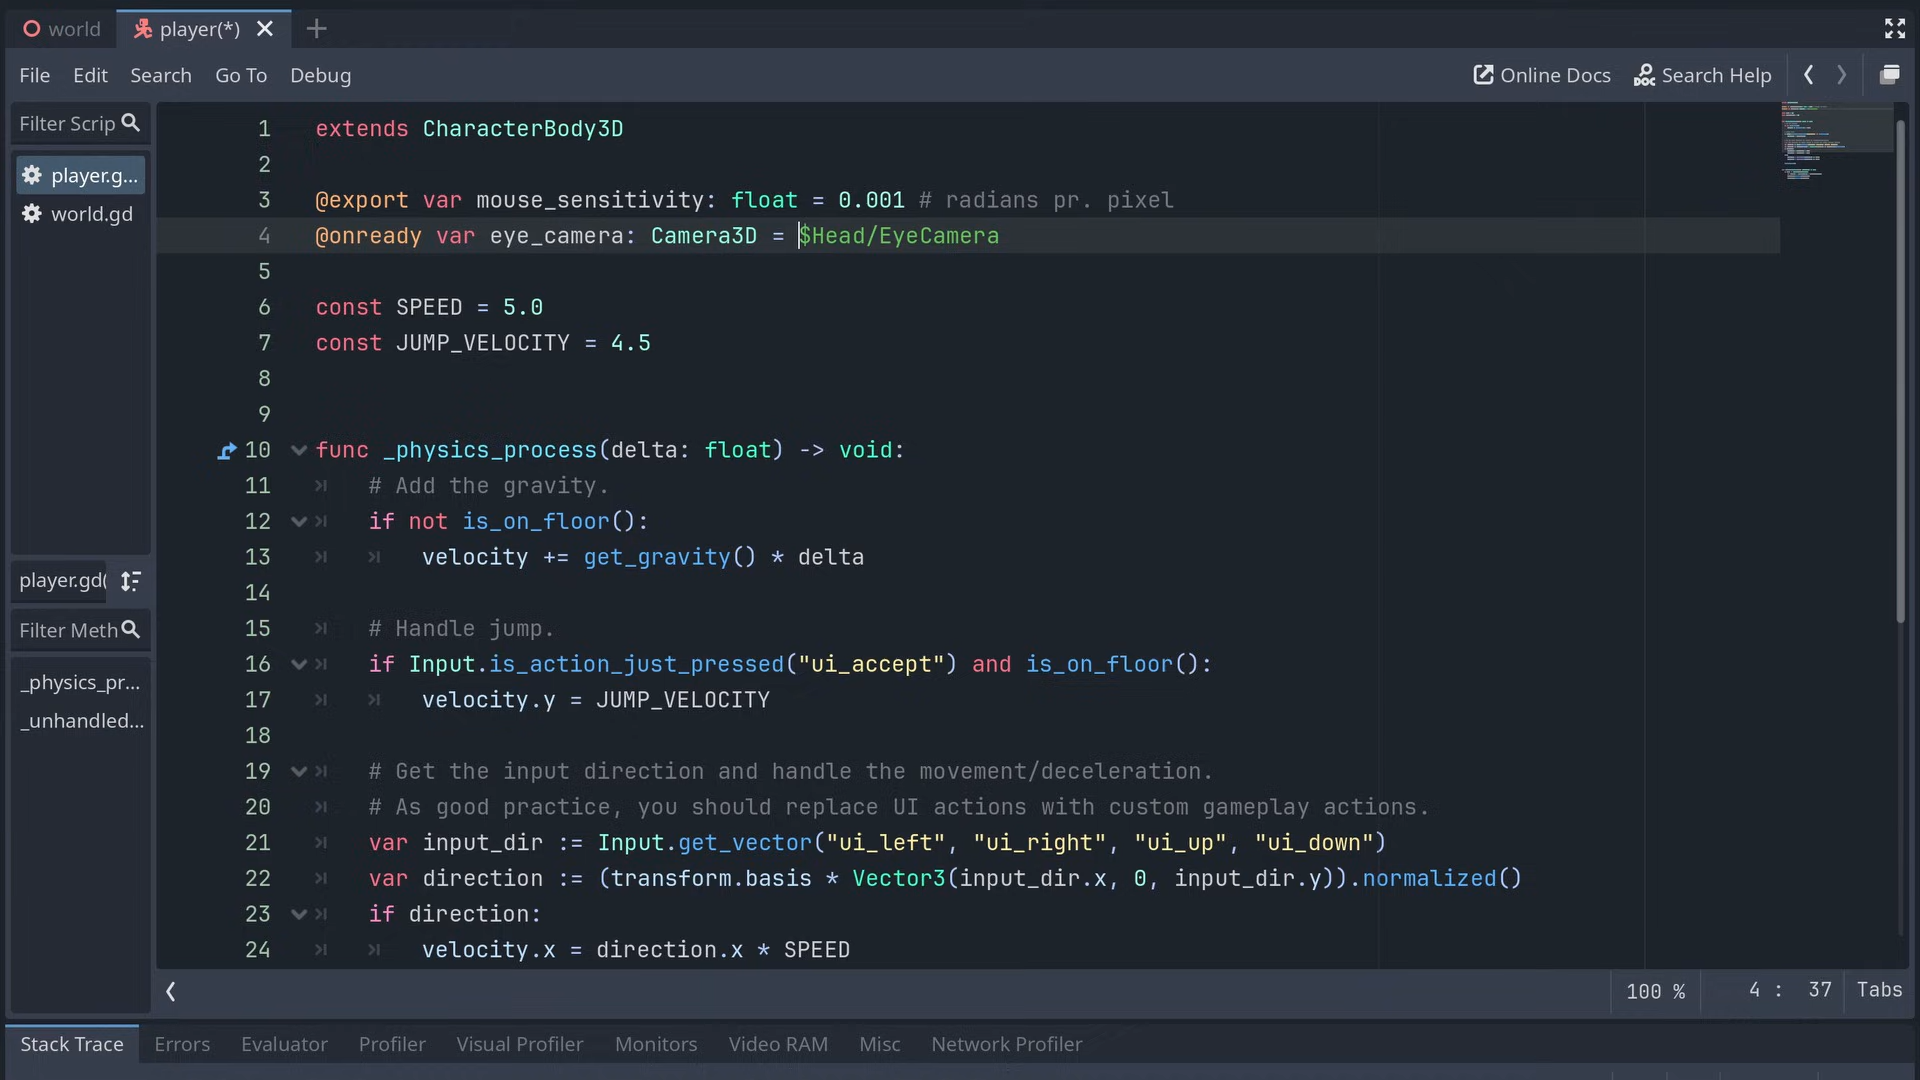 world
player(*)
File Edit Search Go To Debug
Online Docs Search Help
Filter Scrip
player.g...
world.gd
player.gd(
Filter Meth
_physics_pr...
_unhandled...
1 extends CharacterBody3D
2
3 @export var mouse_sensitivity: float = 0.001 # radians pr. pixel
4 @onready var eye_camera: Camera3D = $Head/EyeCamera
5
6 const SPEED = 5.0
7 const JUMP_VELOCITY = 4.5
8
9
10 func _physics_process(delta: float) -> void:
11 # Add the gravity.
12 if not is_on_floor():
13 velocity += get_gravity() * delta
14
15 # Handle jump.
16 if Input.is_action_just_pressed("ui_accept") and is_on_floor():
17 velocity.y = JUMP_VELOCITY
18
19 # Get the input direction and handle the movement/deceleration.
20 # As good practice, you should replace UI actions with custom gameplay actions.
21 var input_dir := Input.get_vector("ui_left", "ui_right", "ui_up", "ui_down")
22 var direction := (transform.basis * Vector3(input_dir.x, 0, input_dir.y)).normalized()
23 if direction:
24 velocity.x = direction.x * SPEED
100 % 4 : 37 Tabs
Stack Trace Errors Evaluator Profiler Visual Profiler Monitors Video RAM Misc Network Profiler